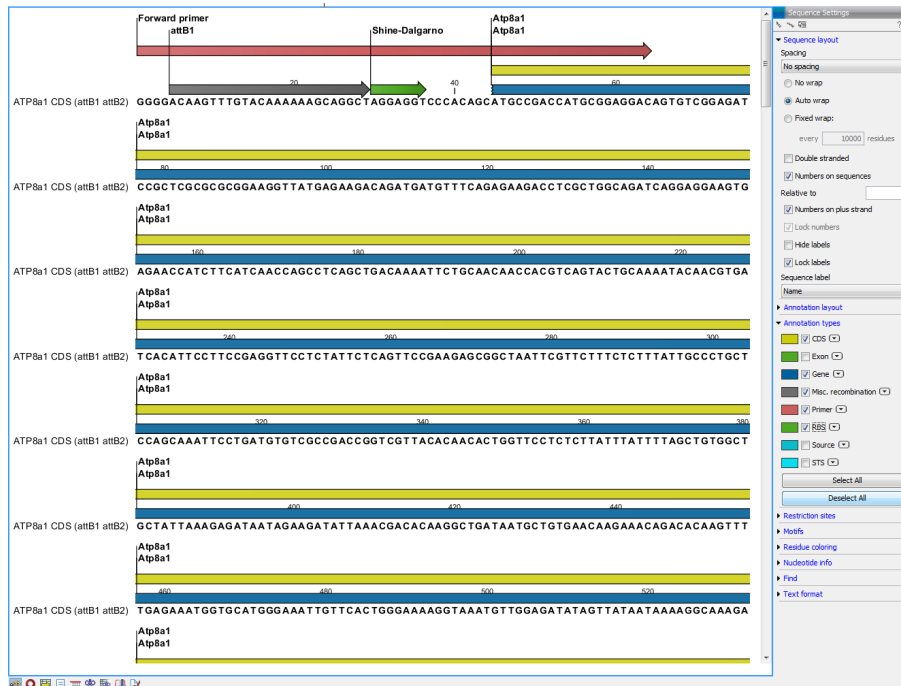 Forward primer
attB1
Shine-Dalgarno
Atp8a1
Atp8a1
20
40
60
ATP8a1 CDS (attB1 attB2) GGGGACAAGTTTGTACAAAAAAGCAGGCTAGGAGGTCCCACAGCATGCCGACCATGCGGAGGACAGTGTCGGAGAT
Atp8a1
Atp8a1
80
100
120
140
ATP8a1 CDS (attB1 attB2) CCGCTCGCGCGCGGAAGGTTATGAGAAGACAGATGATGTTTCAGAGAAGACCTCGCTGGCAGATCAGGAGGAAGTG
Atp8a1
Atp8a1
160
180
200
220
ATP8a1 CDS (attB1 attB2) AGAACCATCTTCATCAACCAGCCTCAGCTGACAAAATTCTGCAACAACCACGTCAGTACTGCAAAATACAACGTGA
Atp8a1
Atp8a1
240
260
280
300
ATP8a1 CDS (attB1 attB2) TCACATTCCTTCCGAGGTTCCTCTATTCTCAGTTCCGAAGAGCGGCTAATTCGTTCTTTCTCTTTATTGCCCTGCT
Atp8a1
Atp8a1
320
340
360
380
ATP8a1 CDS (attB1 attB2) CCAGCAAATTCCTGATGTGTCGCCGACCGGTCGTTACACAACACTGGTTCCTCTCTTATTTATTTTAGCTGTGGCT
Atp8a1
Atp8a1
400
420
440
ATP8a1 CDS (attB1 attB2) GCTATTAAAGAGATAATAGAAGATATTAAACGACACAAGGCTGATAATGCTGTGAACAAGAAACAGACACAAGTTT
Atp8a1
Atp8a1
460
480
500
520
ATP8a1 CDS (attB1 attB2) TGAGAAATGGTGCATGGGAAATTGTTCACTGGGAAAAGGTAAATGTTGGAGATATAGTTATAATAAAAGGCAAAGA
Atp8a1
Atp8a1
Sequence Settings
?
Sequence layout
Spacing
No spacing
No wrap
Auto wrap
Fixed wrap:
every 10000 residues
Double stranded
Numbers on sequences
Relative to
Numbers on plus strand
Lock numbers
Hide labels
Lock labels
Sequence label
Name
Annotation layout
Annotation types
CDS
Exon
Gene
Misc. recombination
Primer
RBS
Source
STS
Select All
Deselect All
Restriction sites
Motifs
Residue coloring
Nucleotide info
Find
Text format